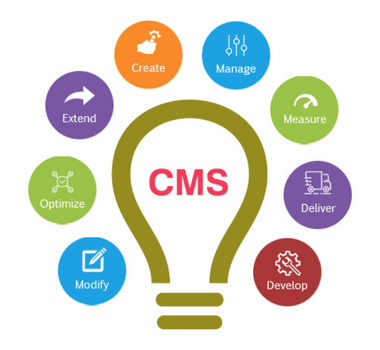 Create
Manage
Extend
Measure
CMS
Optimize
Deliver
Modify
Develop